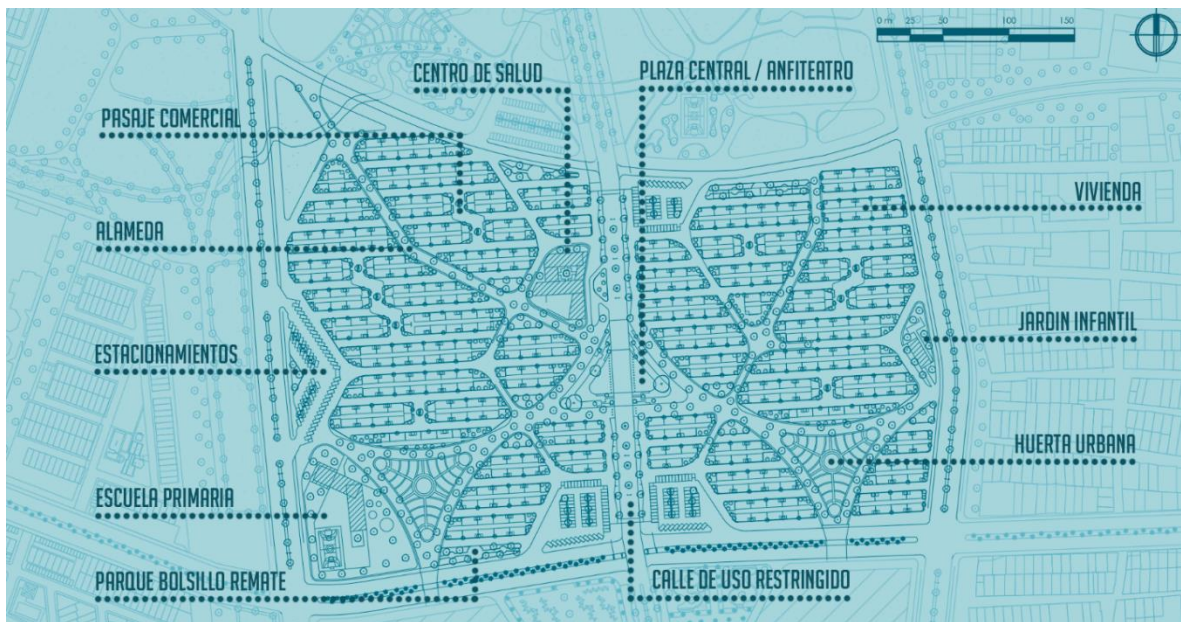 0 m 25 50 100 150
CENTRO DE SALUD
PLAZA CENTRAL / ANFITEATRO
PASAJE COMERCIAL
VIVIENDA
ALAMEDA
JARDIN INFANTIL
ESTACIONAMIENTOS
HUERTA URBANA
ESCUELA PRIMARIA
PARQUE BOLSILLO REMATE
CALLE DE USO RESTRINGIDO